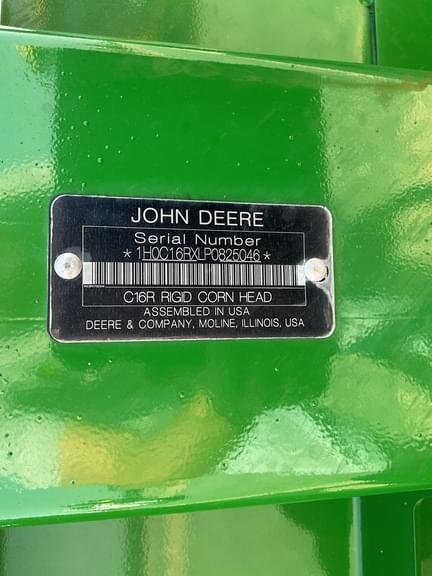 JOHN DEERE
Serial Number
*1H0C16RXLP0825046*
C16R RIGID CORN HEAD
ASSEMBLED IN USA
DEERE & COMPANY, MOLINE, ILLINOIS, USA